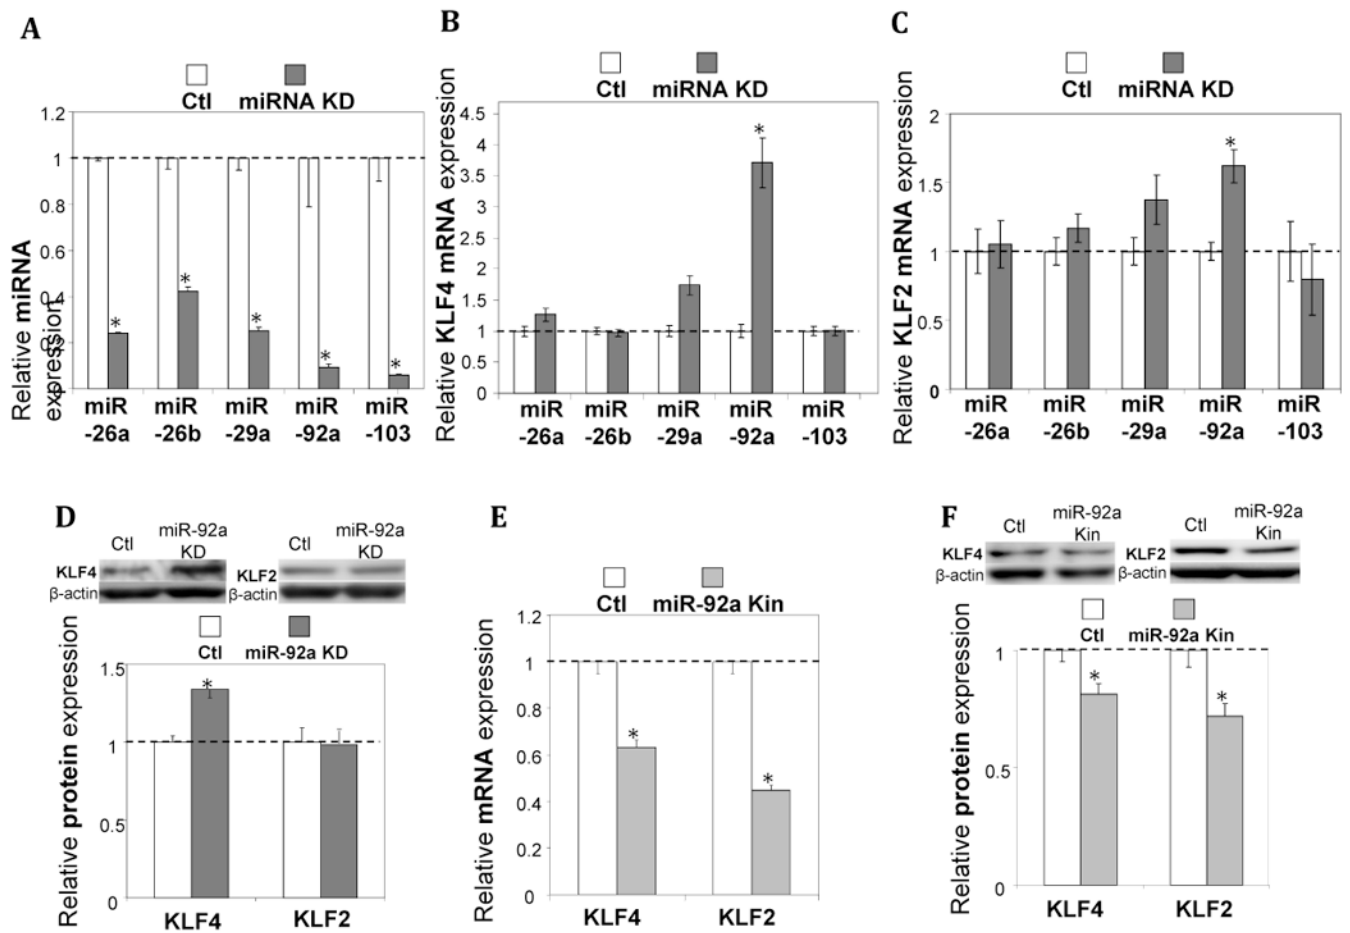 A
Ctl miRNA KD
Relative miRNA
expression
1.2
1
0.8
0.6
0.4
0.2
0
* * * * *
miR miR miR miR miR
-26a -26b -29a -92a -103
B
Ctl miRNA KD
Relative KLF4 mRNA expression
4.5
4
3.5
3
2.5
2
1.5
1
0.5
0
*
miR miR miR miR miR
-26a -26b -29a -92a -103
C
Ctl miRNA KD
Relative KLF2 mRNA expression
2
1.5
1
0.5
0
*
miR miR miR miR miR
-26a -26b -29a -92a -103
D
Ctl miR-92a
KD
KLF4
β-actin
Ctl miR-92a
KD
KLF2
β-actin
Ctl miR-92a KD
Relative protein expression
1.5
1
0.5
0
*
KLF4 KLF2
E
Ctl miR-92a Kin
Relative mRNA expression
1.2
1
0.8
0.6
0.4
0.2
0
* *
KLF4 KLF2
F
Ctl miR-92a
Kin
KLF4
β-actin
Ctl miR-92a
Kin
KLF2
β-actin
Ctl miR-92a Kin
Relative protein expression
1
0.5
0
* *
KLF4 KLF2